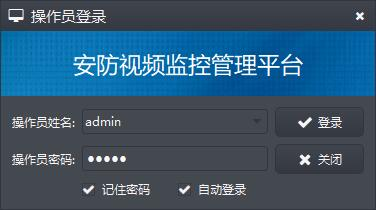 操作员登录
安防视频监控管理平台
操作员姓名: admin 登录
操作员密码: ●●●●● 关闭
记住密码 自动登录